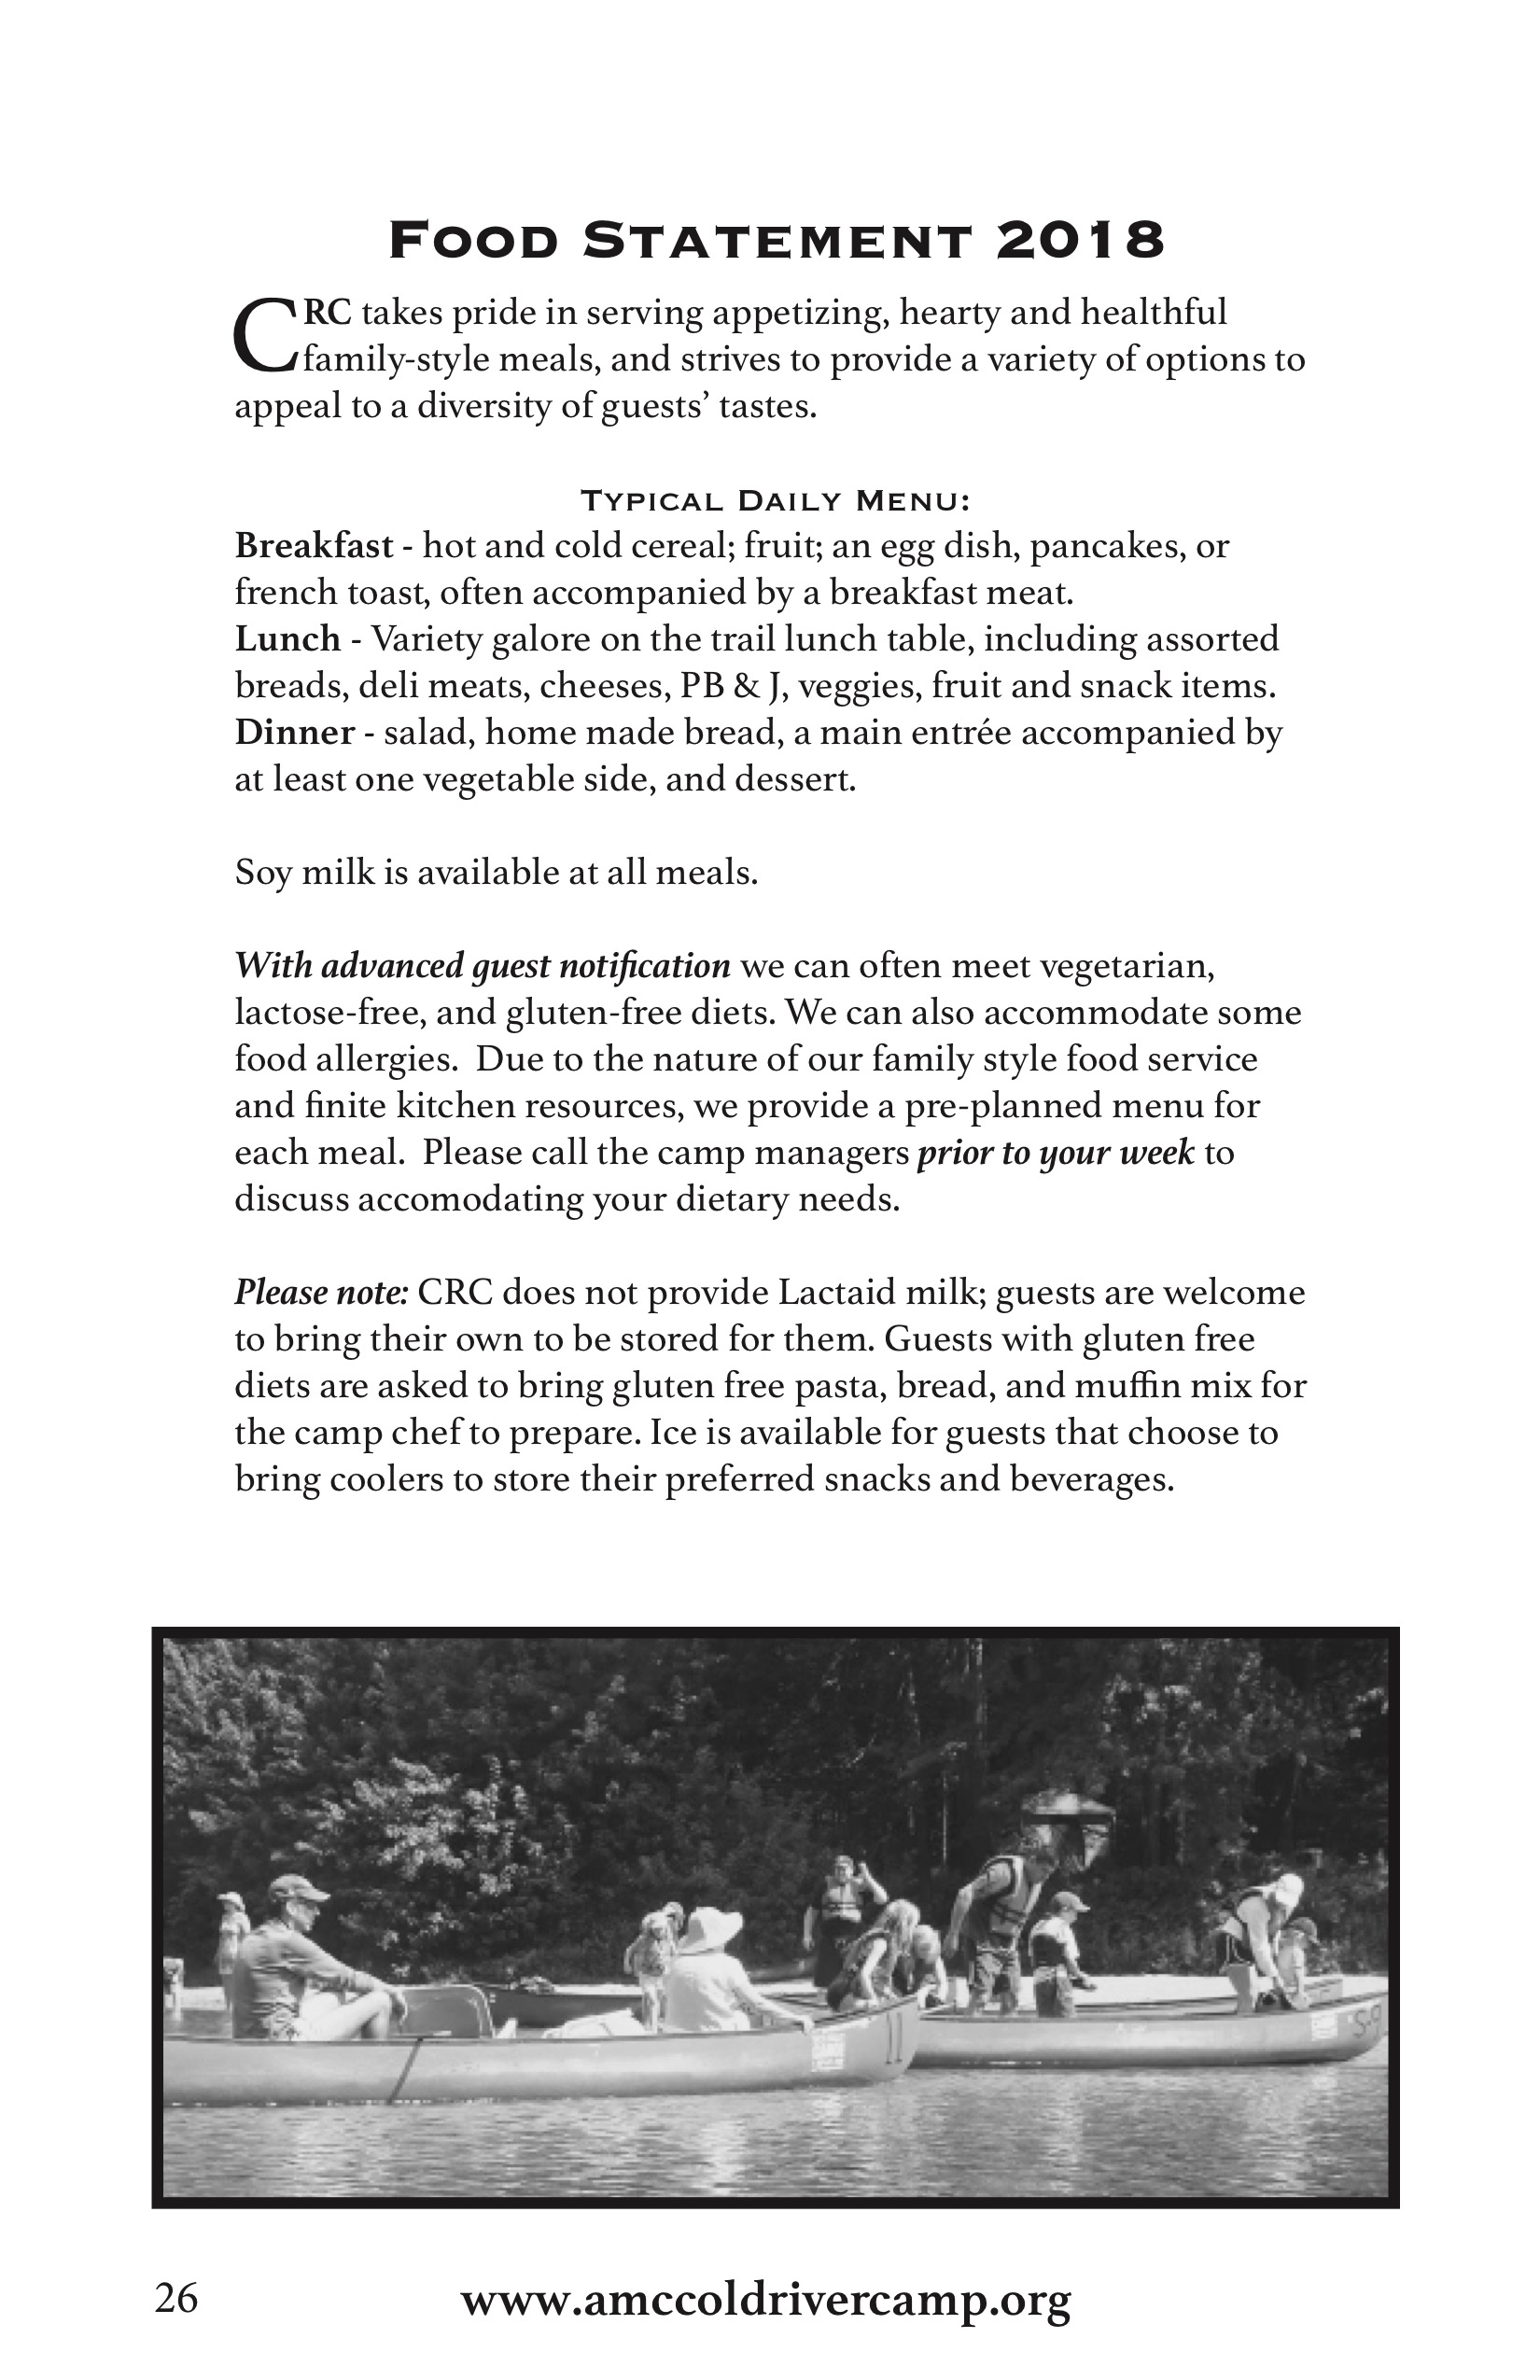 Food Statement 2018
CRC takes pride in serving appetizing, hearty and healthful
family-style meals, and strives to provide a variety of options to
appeal to a diversity of guests’ tastes.
Typical Daily Menu:
Breakfast - hot and cold cereal; fruit; an egg dish, pancakes, or
french toast, often accompanied by a breakfast meat.
Lunch - Variety galore on the trail lunch table, including assorted
breads, deli meats, cheeses, PB & J, veggies, fruit and snack items.
Dinner - salad, home made bread, a main entrée accompanied by
at least one vegetable side, and dessert.
Soy milk is available at all meals.
With advanced guest notification we can often meet vegetarian,
lactose-free, and gluten-free diets. We can also accommodate some
food allergies.  Due to the nature of our family style food service
and finite kitchen resources, we provide a pre-planned menu for
each meal.  Please call the camp managers prior to your week to
discuss accomodating your dietary needs.
Please note: CRC does not provide Lactaid milk; guests are welcome
to bring their own to be stored for them. Guests with gluten free
diets are asked to bring gluten free pasta, bread, and muffin mix for
the camp chef to prepare. Ice is available for guests that choose to
bring coolers to store their preferred snacks and beverages.
11
S-9
26
www.amccoldrivercamp.org